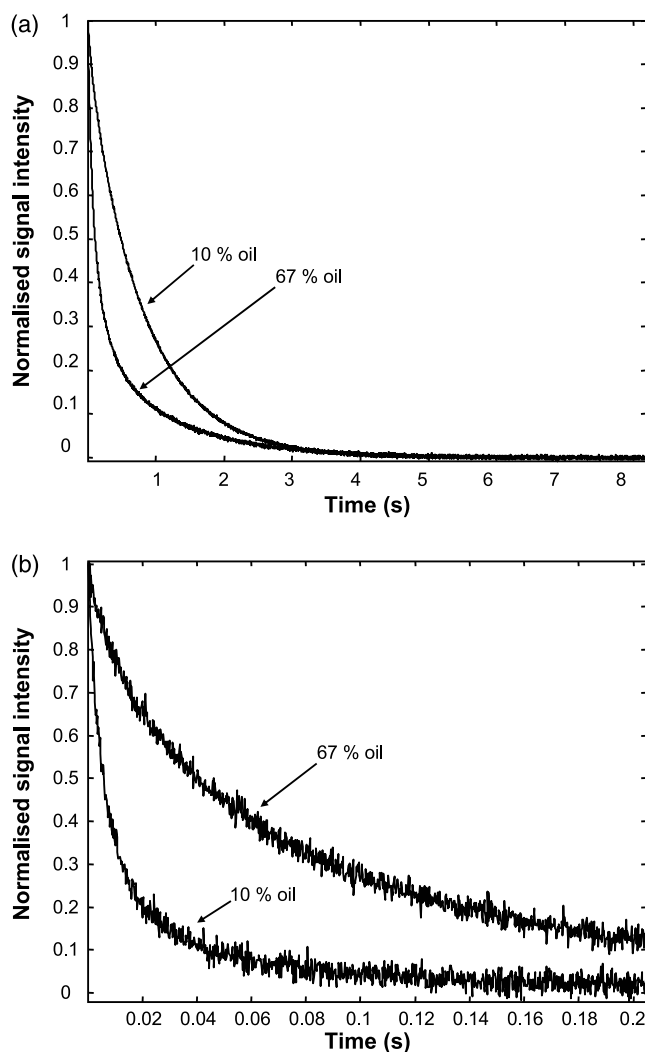 (a)
Normalised signal intensity
1
0.9
0.8
0.7
0.6
0.5
0.4
0.3
0.2
0.1
0
10 % oil
67 % oil
1 2 3 4 5 6 7 8
Time (s)
(b)
Normalised signal intensity
1
0.9
0.8
0.7
0.6
0.5
0.4
0.3
0.2
0.1
0
67 % oil
10 % oil
0.02 0.04 0.06 0.08 0.1 0.12 0.14 0.16 0.18 0.2
Time (s)